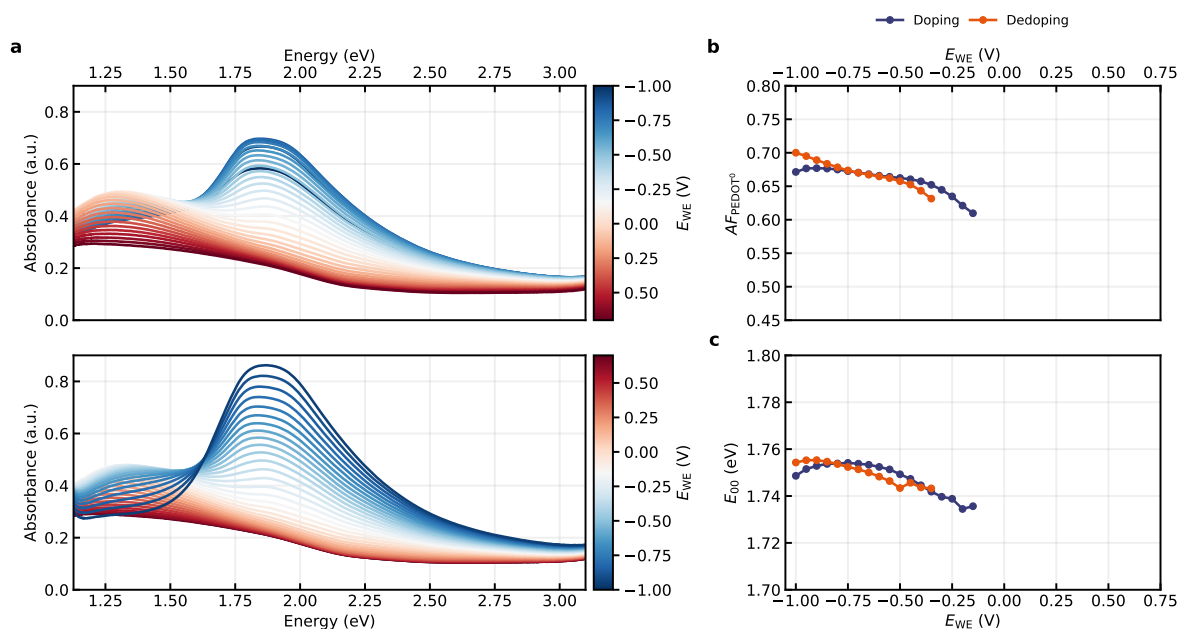 Doping Dedoping
a
Energy (eV)
1.25 1.50 1.75 2.00 2.25 2.50 2.75 3.00
Absorbance (a.u.)
0.8
0.6
0.4
0.2
0.0
−1.00
−0.75
−0.50
−0.25
0.00
0.25
0.50
E_WE (V)
b
E_WE (V)
−1.00 −0.75 −0.50 −0.25 0.00 0.25 0.50 0.75
AF_PEDOT⁰
0.80
0.75
0.70
0.65
0.60
0.55
0.50
0.45
Absorbance (a.u.)
0.8
0.6
0.4
0.2
0.0
1.25 1.50 1.75 2.00 2.25 2.50 2.75 3.00
Energy (eV)
0.50
0.25
0.00
−0.25
−0.50
−0.75
−1.00
E_WE (V)
c
E₀₀ (eV)
1.80
1.78
1.76
1.74
1.72
1.70
−1.00 −0.75 −0.50 −0.25 0.00 0.25 0.50 0.75
E_WE (V)